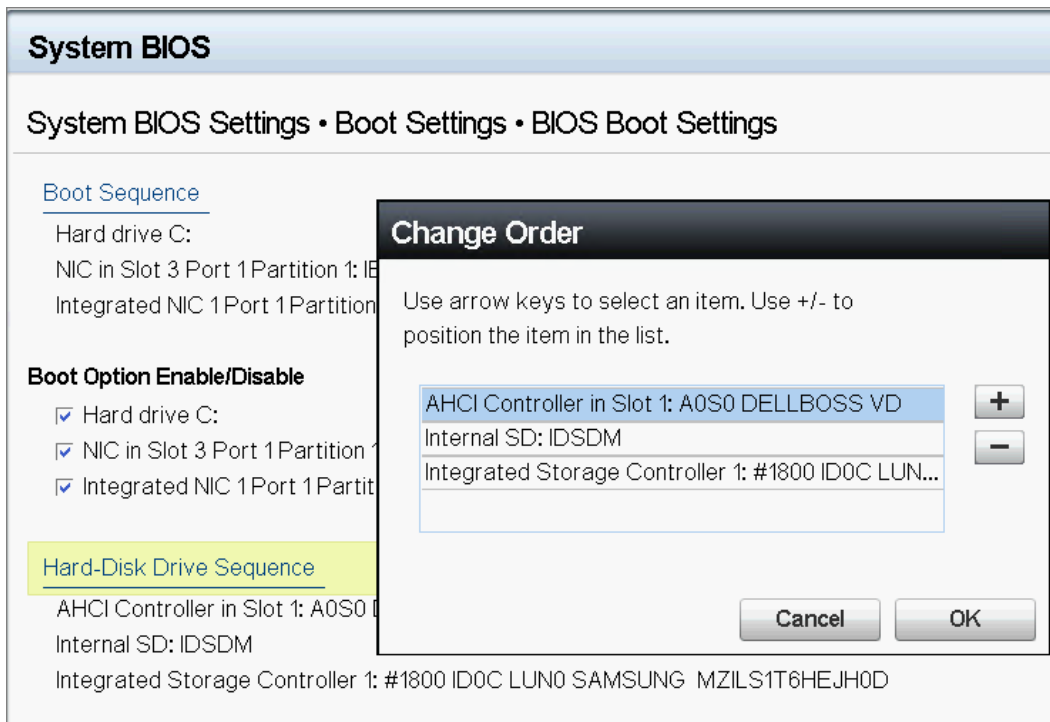 System BIOS
System BIOS Settings • Boot Settings • BIOS Boot Settings
Boot Sequence
Hard drive C:
NIC in Slot 3 Port 1 Partition 1:
Integrated NIC 1 Port 1 Partition
Boot Option Enable/Disable
Hard drive C:
NIC in Slot 3 Port 1 Partition 1
Integrated NIC 1 Port 1
Hard-Disk Drive Sequence
AHCI Controller in Slot 1: A0S0
Internal SD: IDSDM
Integrated Storage Controller 1: #1800 ID0C LUN0 SAMSUNG MZILS1T6HEJH0D
Change Order
Use arrow keys to select an item. Use +/- to
position the item in the list.
AHCI Controller in Slot 1: A0S0 DELLBOSS VD
Internal SD: IDSDM
Integrated Storage Controller 1: #1800 ID0C LUN...
+
−
Cancel
OK